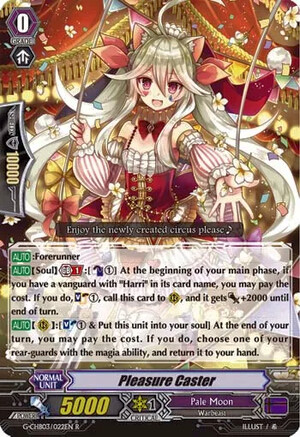 0
GRADE
10000
Enjoy the newly created circus please♪
AUTO:Forerunner
AUTO [Soul] 1:[1] At the beginning of your main phase, if
you have a vanguard with "Harri" in its card name, you may pay the
cost. If you do, V(1), call this card to R, and it gets +2000 until
end of turn.
AUTO [R]:[(1) & Put this unit into your soul] At the end of your
turn, you may pay the cost. If you do, choose one of your
rear-guards with the magia ability, and return it to your hand.
NORMAL
UNIT
Pleasure Caster
POWER
5000
1
CRITICAL
Pale Moon
Warbeast
G-CHB03/022EN R
ILLUST /